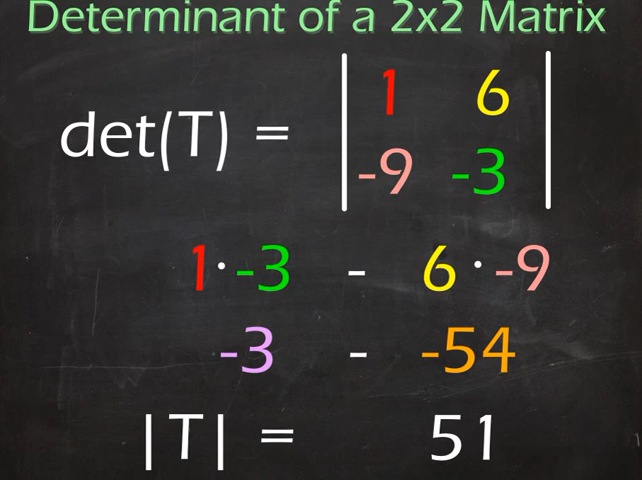 Determinant of a 2x2 Matrix
det(T) = | 1 6 |
| -9 -3 |
1 · -3 - 6 · -9
-3 - -54
|T| = 51